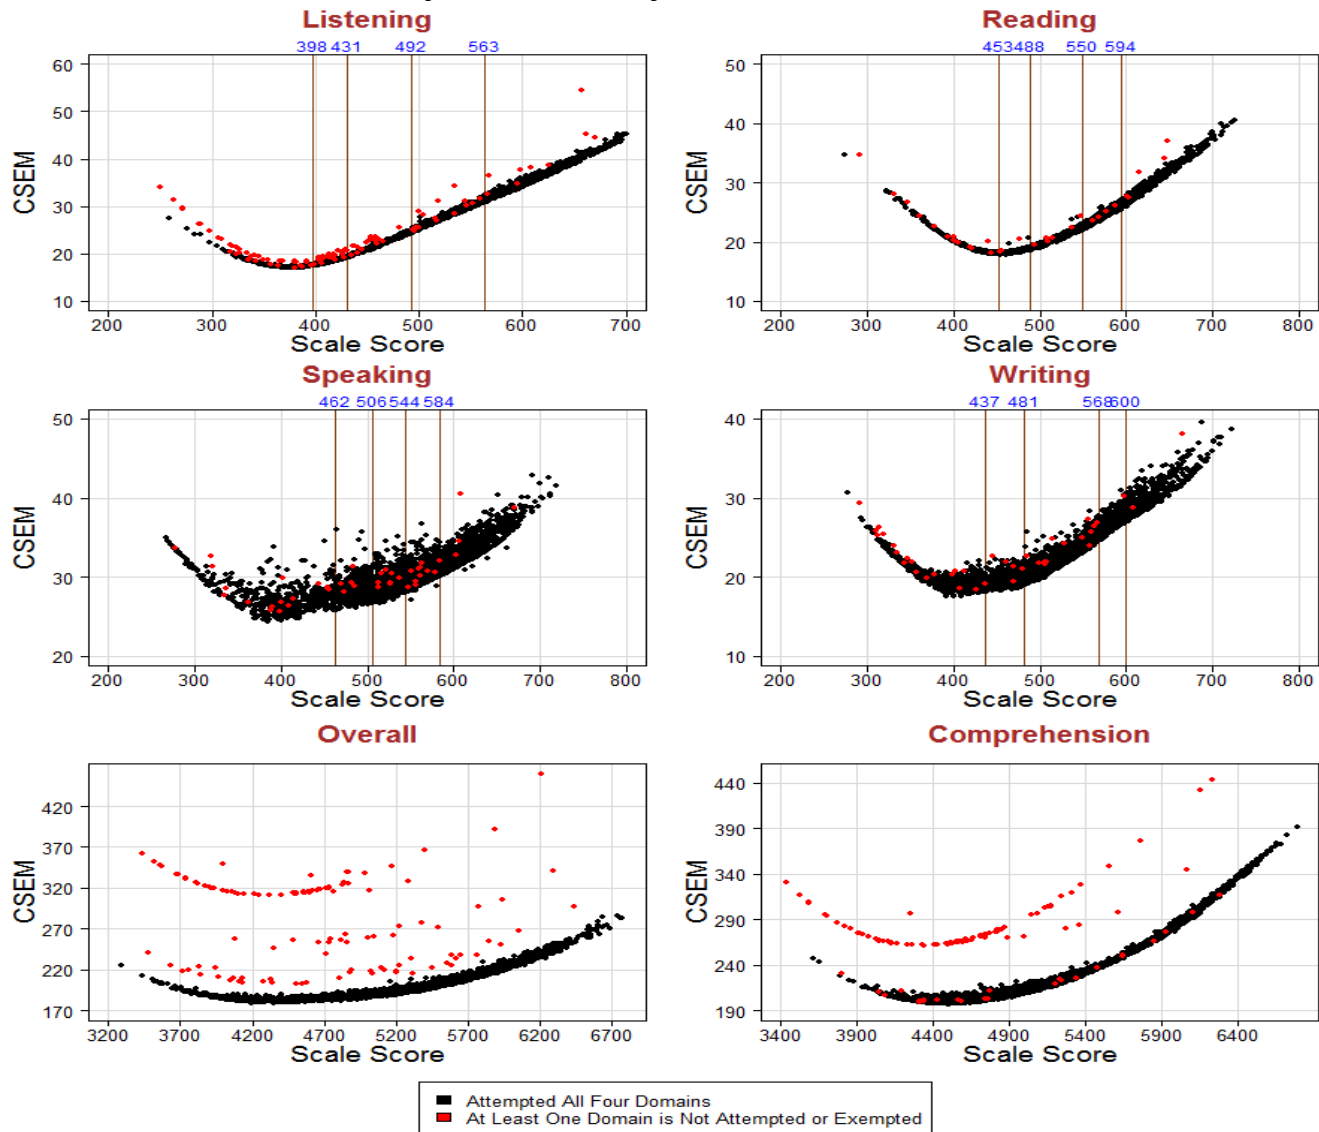 Listening
398 431 492 563
60
50
40
30
20
10
CSEM
200 300 400 500 600 700
Scale Score
Reading
453 488 550 594
50
40
30
20
10
CSEM
200 300 400 500 600 700 800
Scale Score
Speaking
462 506 544 584
50
40
30
20
CSEM
200 300 400 500 600 700 800
Scale Score
Writing
437 481 568 600
40
30
20
10
CSEM
200 300 400 500 600 700 800
Scale Score
Overall
420
370
320
270
220
170
CSEM
3200 3700 4200 4700 5200 5700 6200 6700
Scale Score
Comprehension
440
390
340
290
240
190
CSEM
3400 3900 4400 4900 5400 5900 6400
Scale Score
Attempted All Four Domains
At Least One Domain is Not Attempted or Exempted